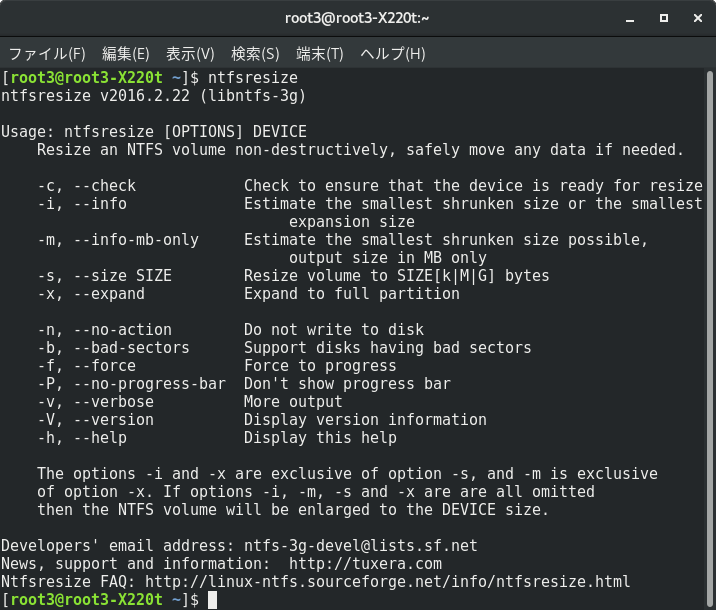 root3@root3-X220t:~
ファイル(F) 編集(E) 表示(V) 検索(S) 端末(T) ヘルプ(H)
[root3@root3-X220t ~]$ ntfsresize
ntfsresize v2016.2.22 (libntfs-3g)
Usage: ntfsresize [OPTIONS] DEVICE
    Resize an NTFS volume non-destructively, safely move any data if needed.
    -c, --check            Check to ensure that the device is ready for resize
    -i, --info             Estimate the smallest shrunken size or the smallest
                                expansion size
    -m, --info-mb-only     Estimate the smallest shrunken size possible,
                                output size in MB only
    -s, --size SIZE        Resize volume to SIZE[k|M|G] bytes
    -x, --expand           Expand to full partition
    -n, --no-action        Do not write to disk
    -b, --bad-sectors      Support disks having bad sectors
    -f, --force            Force to progress
    -P, --no-progress-bar  Don't show progress bar
    -v, --verbose          More output
    -V, --version          Display version information
    -h, --help             Display this help
    The options -i and -x are exclusive of option -s, and -m is exclusive
    of option -x. If options -i, -m, -s and -x are are all omitted
    then the NTFS volume will be enlarged to the DEVICE size.
Developers' email address: ntfs-3g-devel@lists.sf.net
News, support and information:  http://tuxera.com
Ntfsresize FAQ: http://linux-ntfs.sourceforge.net/info/ntfsresize.html
[root3@root3-X220t ~]$